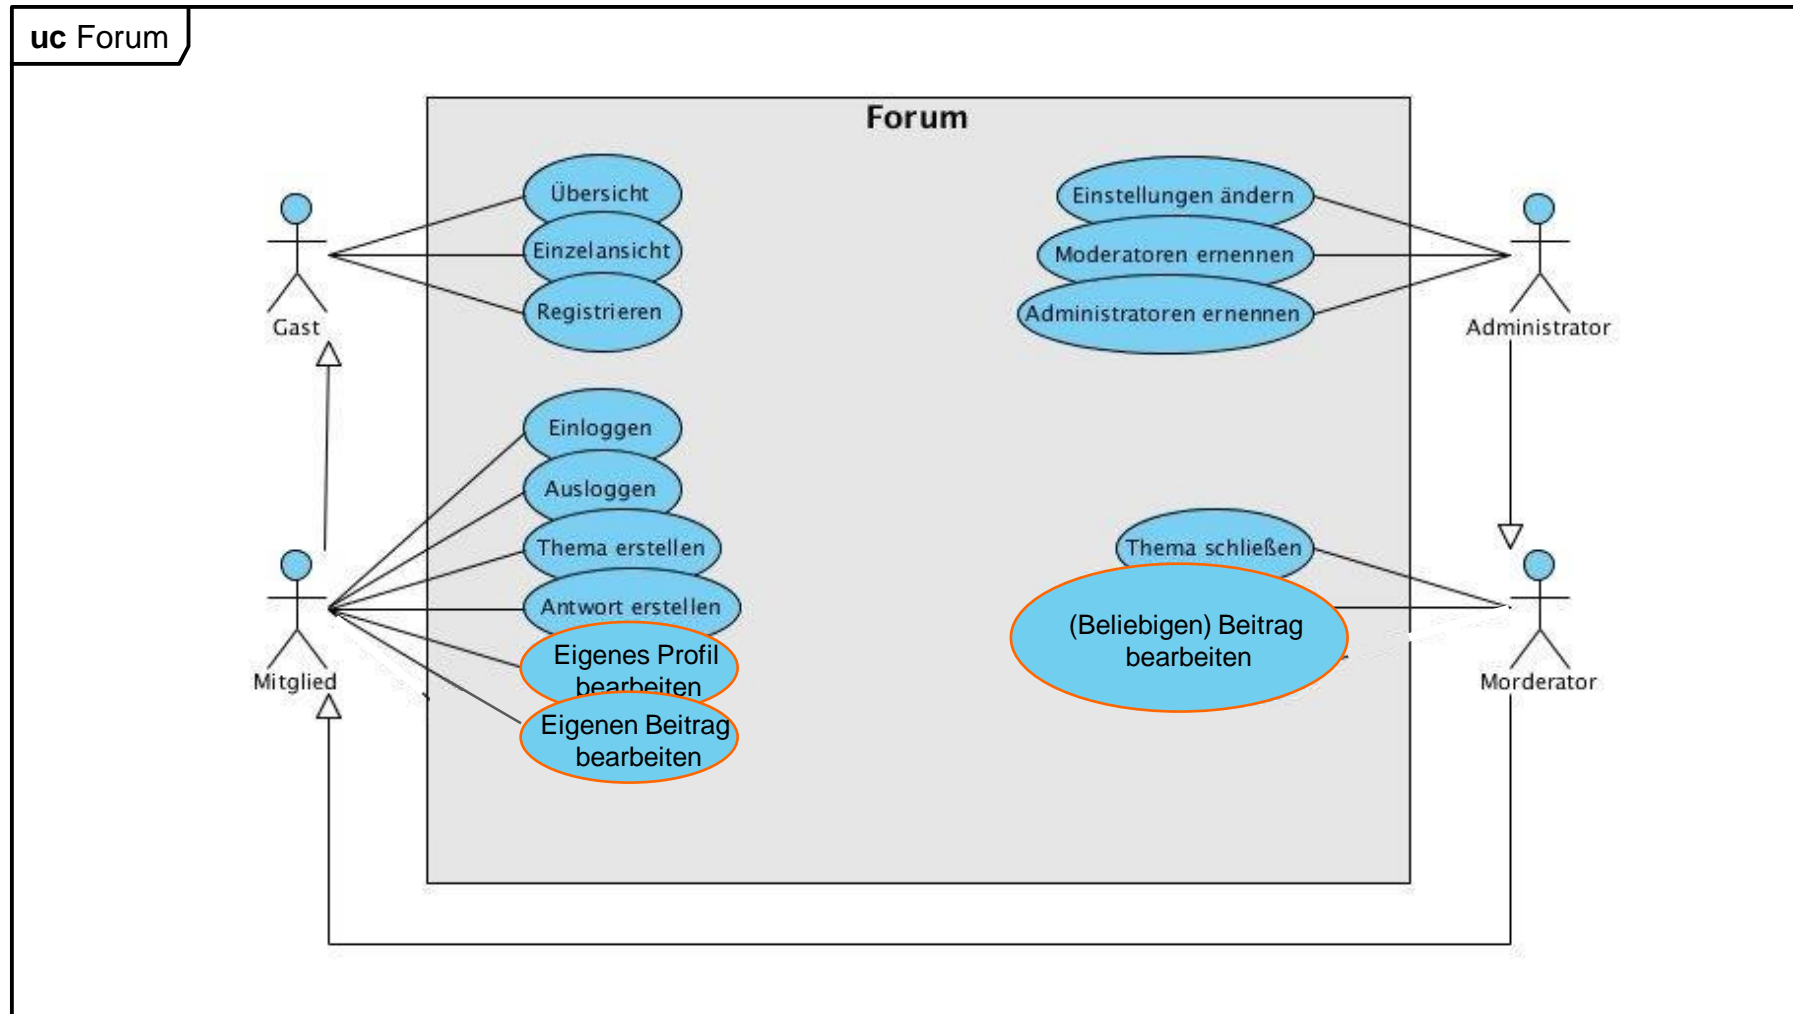 uc Forum
Forum
Übersicht
Einzelansicht
Registrieren
Gast
Einstellungen ändern
Moderatoren ernennen
Administratoren ernennen
Administrator
Einloggen
Ausloggen
Thema erstellen
Antwort erstellen
Eigenes Profil
bearbeiten
Eigenen Beitrag
bearbeiten
Mitglied
Thema schließen
(Beliebigen) Beitrag
bearbeiten
Morderator